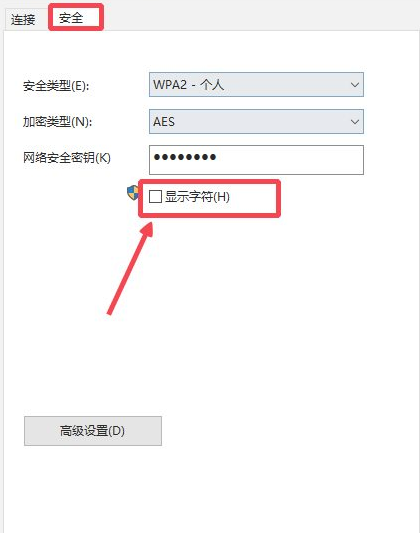 连接 安全
安全类型(E): WPA2 - 个人
加密类型(N): AES
网络安全密钥(K) ●●●●●●●●
显示字符(H)
高级设置(D)